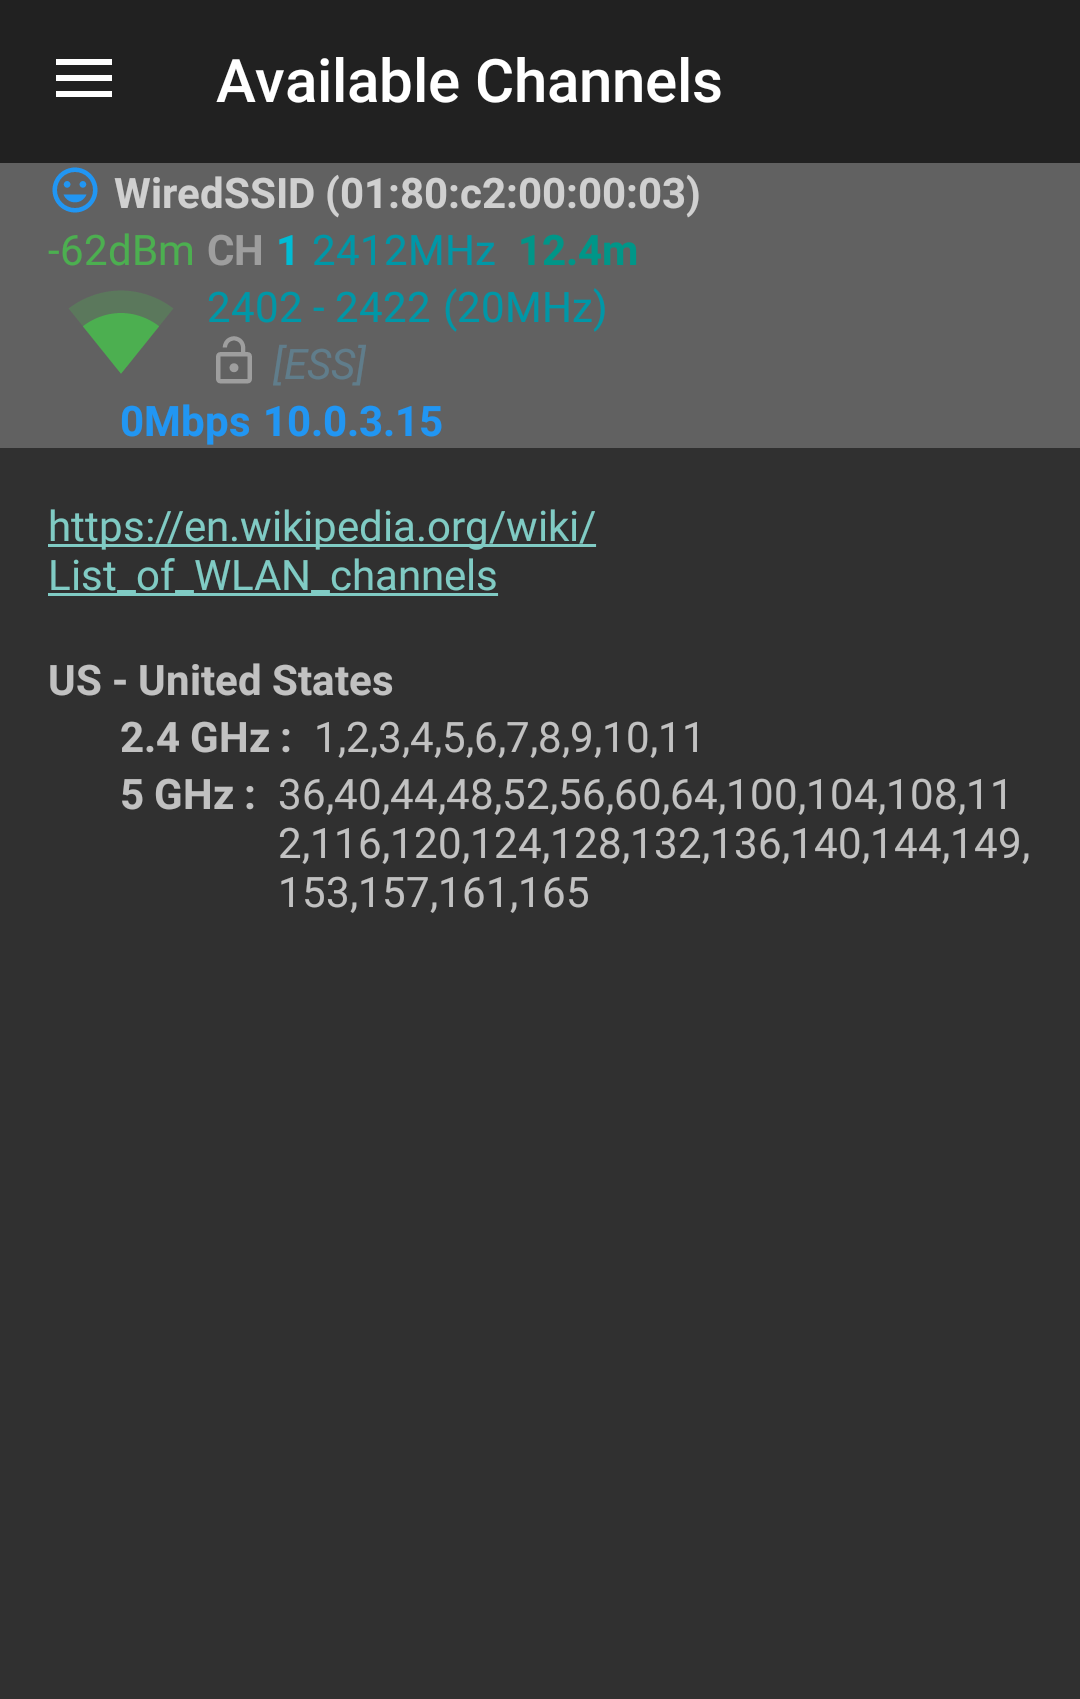 Available Channels
WiredSSID (01:80:c2:00:00:03)
-62dBm CH 1 2412MHz 12.4m
2402 - 2422 (20MHz)
[ESS]
0Mbps 10.0.3.15
https://en.wikipedia.org/wiki/
List_of_WLAN_channels
US - United States
2.4 GHz : 1,2,3,4,5,6,7,8,9,10,11
5 GHz : 36,40,44,48,52,56,60,64,100,104,108,11
2,116,120,124,128,132,136,140,144,149,
153,157,161,165